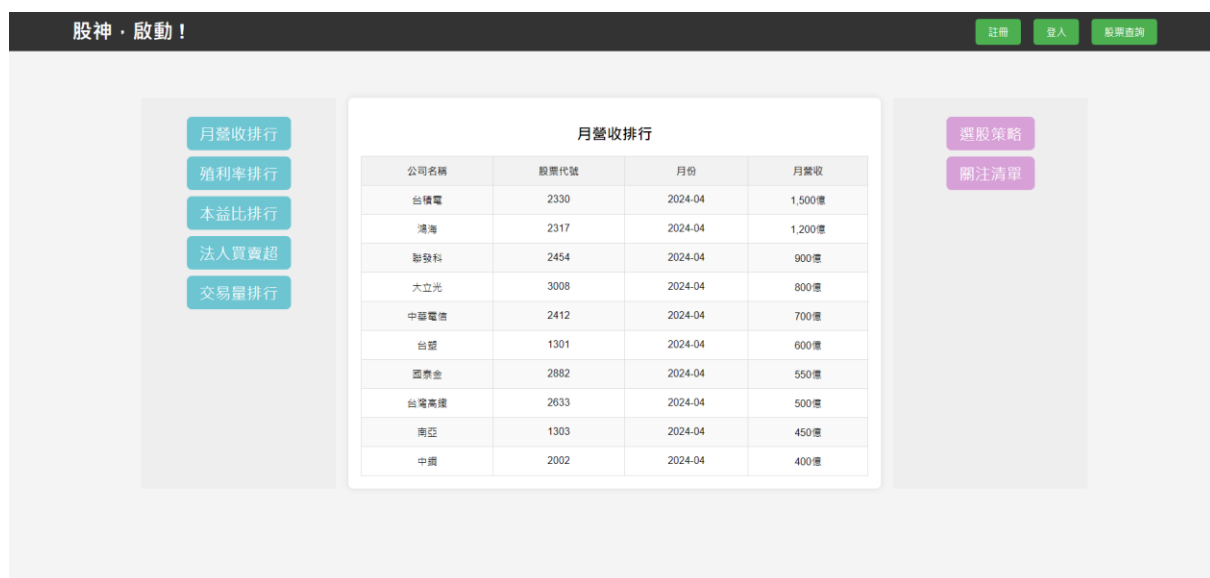 股神·啟動！
註冊 登入 股票查詢
月營收排行
殖利率排行
本益比排行
法人買賣超
交易量排行
月營收排行
公司名稱 股票代號 月份 月營收
台積電 2330 2024-04 1,500億
鴻海 2317 2024-04 1,200億
聯發科 2454 2024-04 900億
大立光 3008 2024-04 800億
中華電信 2412 2024-04 700億
台塑 1301 2024-04 600億
國泰金 2882 2024-04 550億
台灣高鐵 2633 2024-04 500億
南亞 1303 2024-04 450億
中鋼 2002 2024-04 400億
選股策略
關注清單